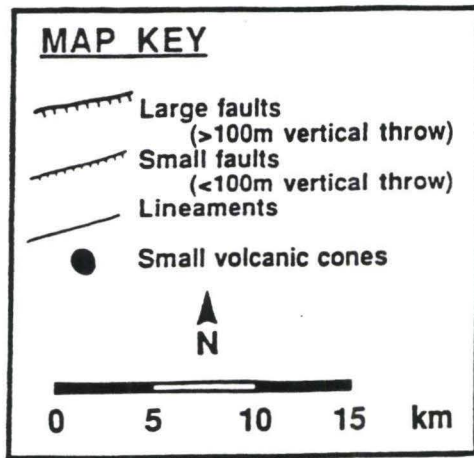 MAP KEY
Large faults
(>100m vertical throw)
Small faults
(<100m vertical throw)
Lineaments
Small volcanic cones
N
0 5 10 15 km